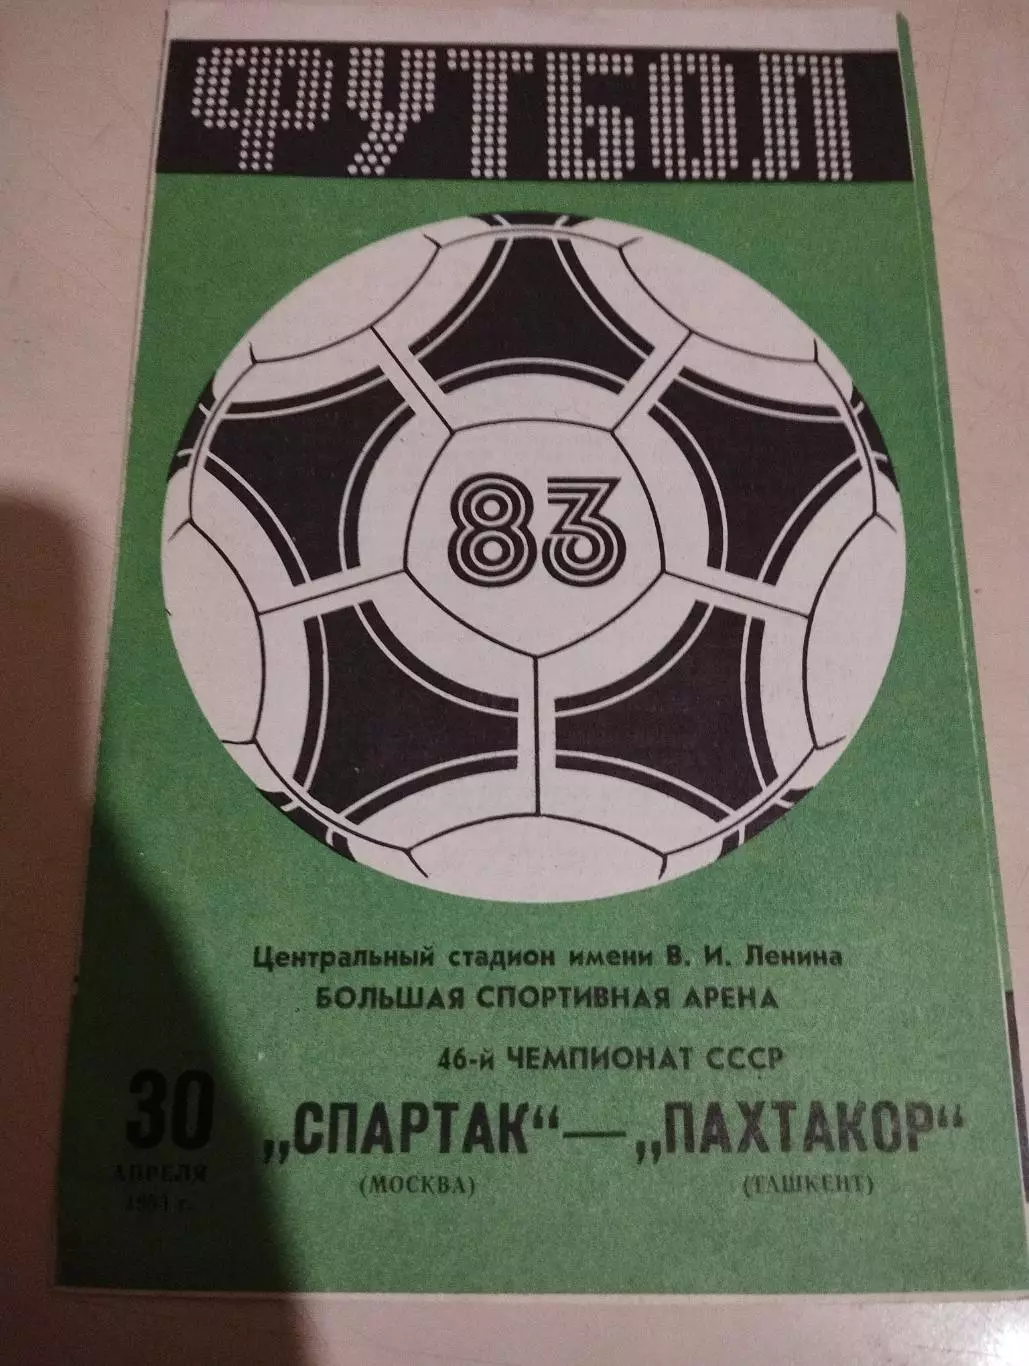 ФУТБОЛ
83
Центральный стадион имени В. И. Ленина
БОЛЬШАЯ СПОРТИВНАЯ АРЕНА
46-й ЧЕМПИОНАТ СССР
30 „СПАРТАК“—„ПАХТАКОР“
АПРЕЛЯ (МОСКВА) (ТАШКЕНТ)
г.